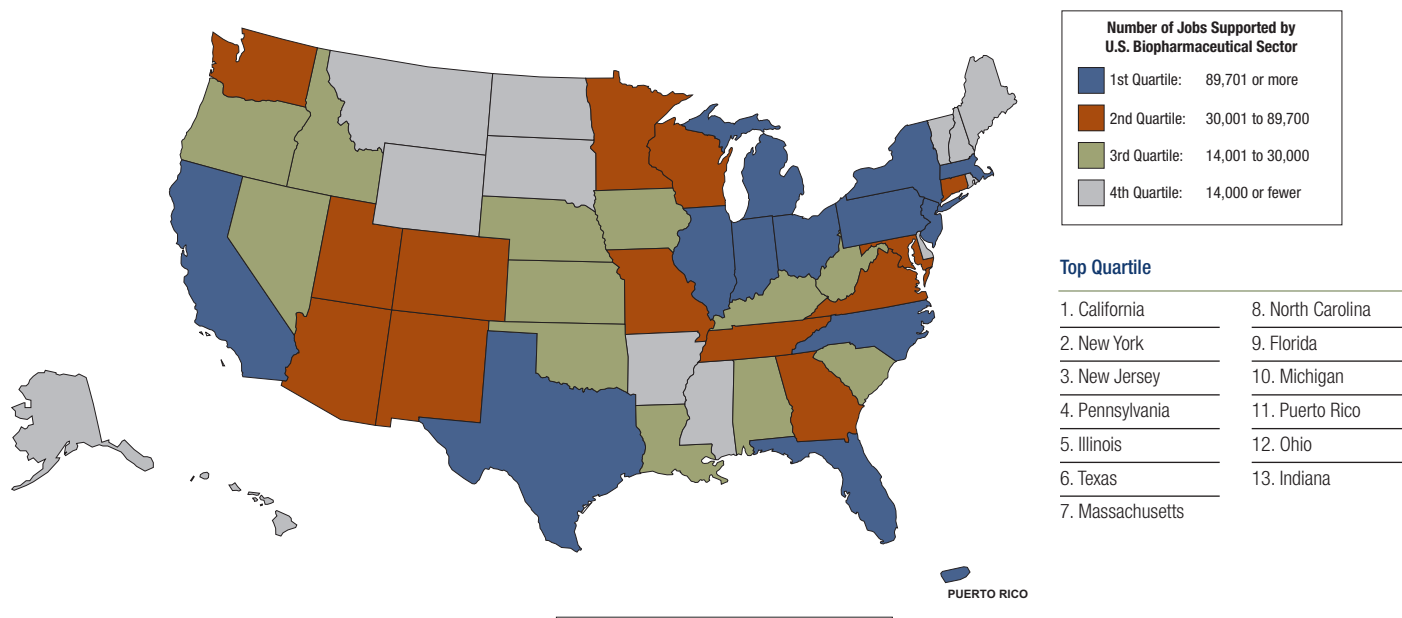 Number of Jobs Supported by
U.S. Biopharmaceutical Sector
1st Quartile: 89,701 or more
2nd Quartile: 30,001 to 89,700
3rd Quartile: 14,001 to 30,000
4th Quartile: 14,000 or fewer
Top Quartile
1. California
2. New York
3. New Jersey
4. Pennsylvania
5. Illinois
6. Texas
7. Massachusetts
8. North Carolina
9. Florida
10. Michigan
11. Puerto Rico
12. Ohio
13. Indiana
PUERTO RICO